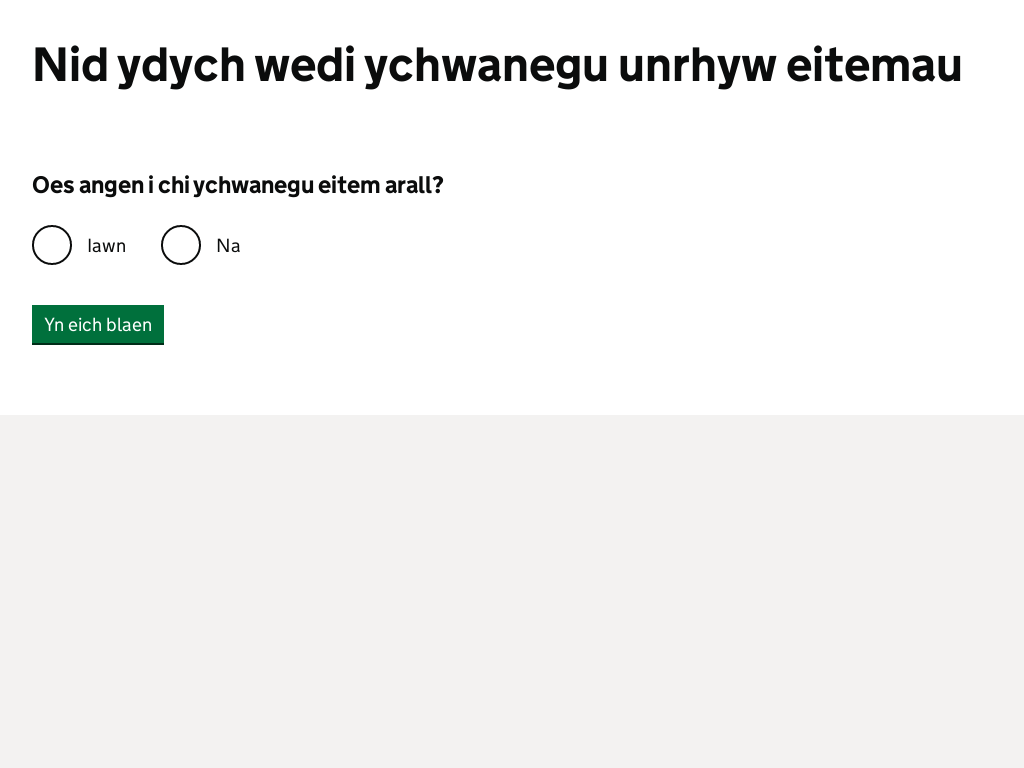 Nid ydych wedi ychwanegu unrhyw eitemau
Oes angen i chi ychwanegu eitem arall?
Iawn
Na
Yn eich blaen